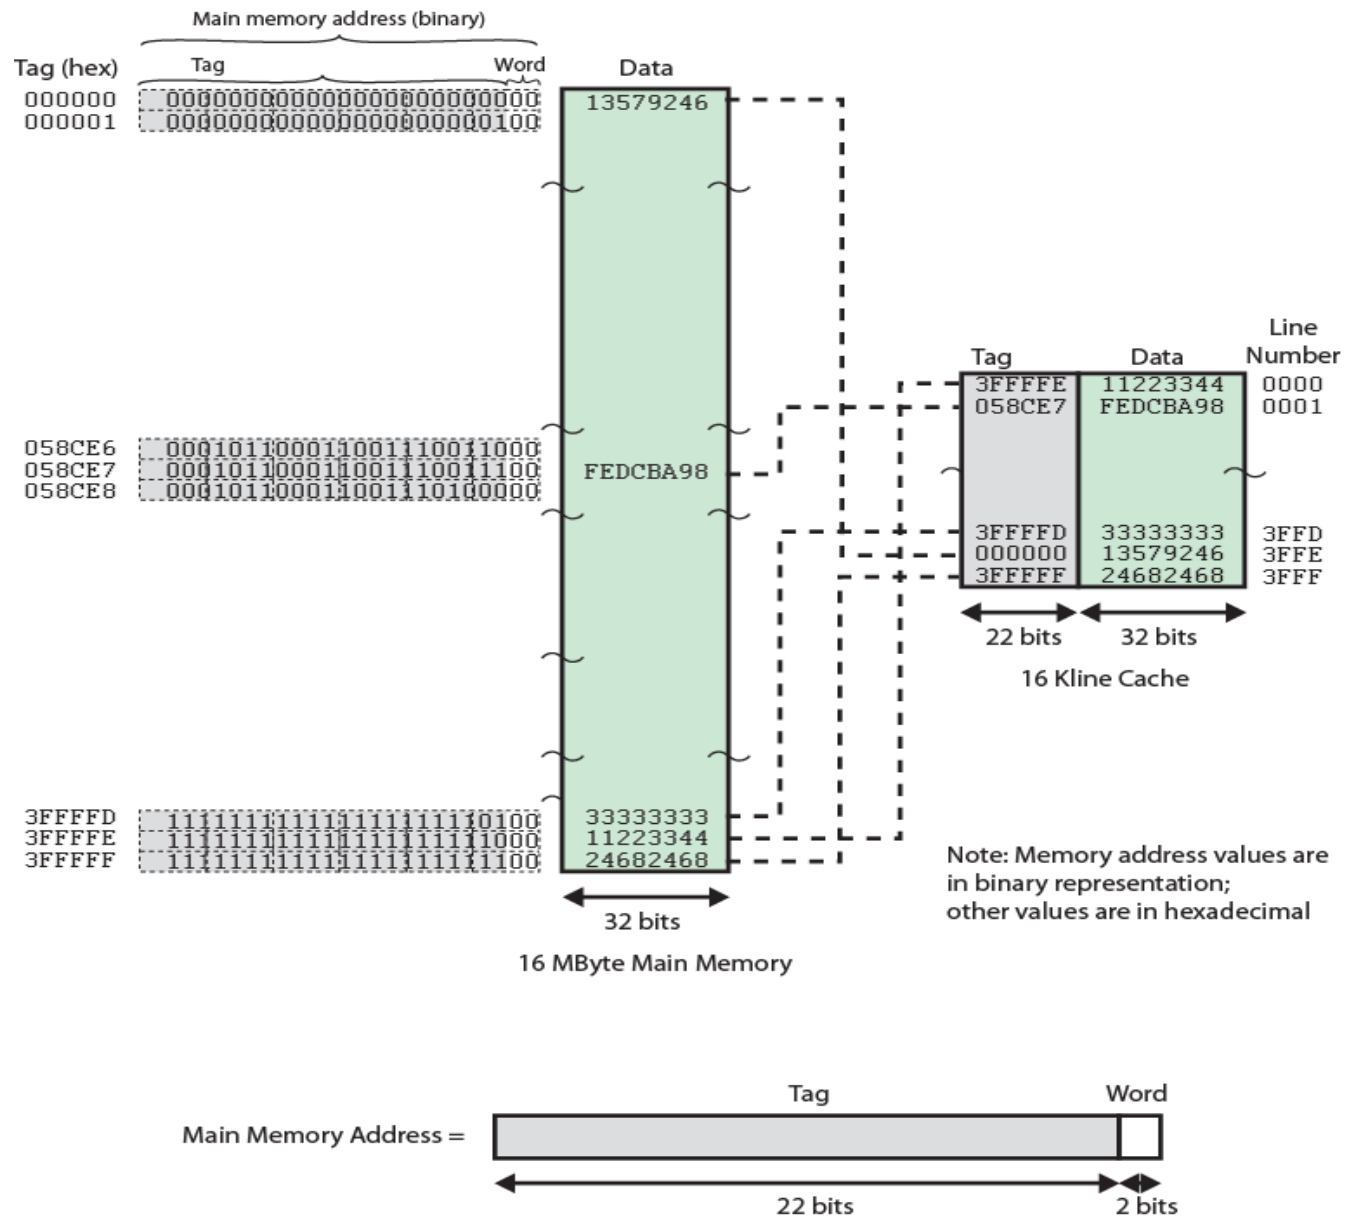 Main memory address (binary)
Tag (hex) Tag Word Data
000000 000000000000000000000000 13579246
000001 000000000000000000000100
Line
Tag Data Number
3FFFFE 11223344 0000
058CE7 FEDCBA98 0001
058CE6 000101100011001110011000
058CE7 000101100011001110011100 FEDCBA98
058CE8 000101100011001110100000
3FFFFD 33333333 3FFD
000000 13579246 3FFE
3FFFFF 24682468 3FFF
22 bits 32 bits
16 Kline Cache
3FFFFD 111111111111111111110100 33333333
3FFFFE 111111111111111111111000 11223344
3FFFFF 111111111111111111111100 24682468
Note: Memory address values are
in binary representation;
other values are in hexadecimal
32 bits
16 MByte Main Memory
Tag Word
Main Memory Address =
22 bits 2 bits